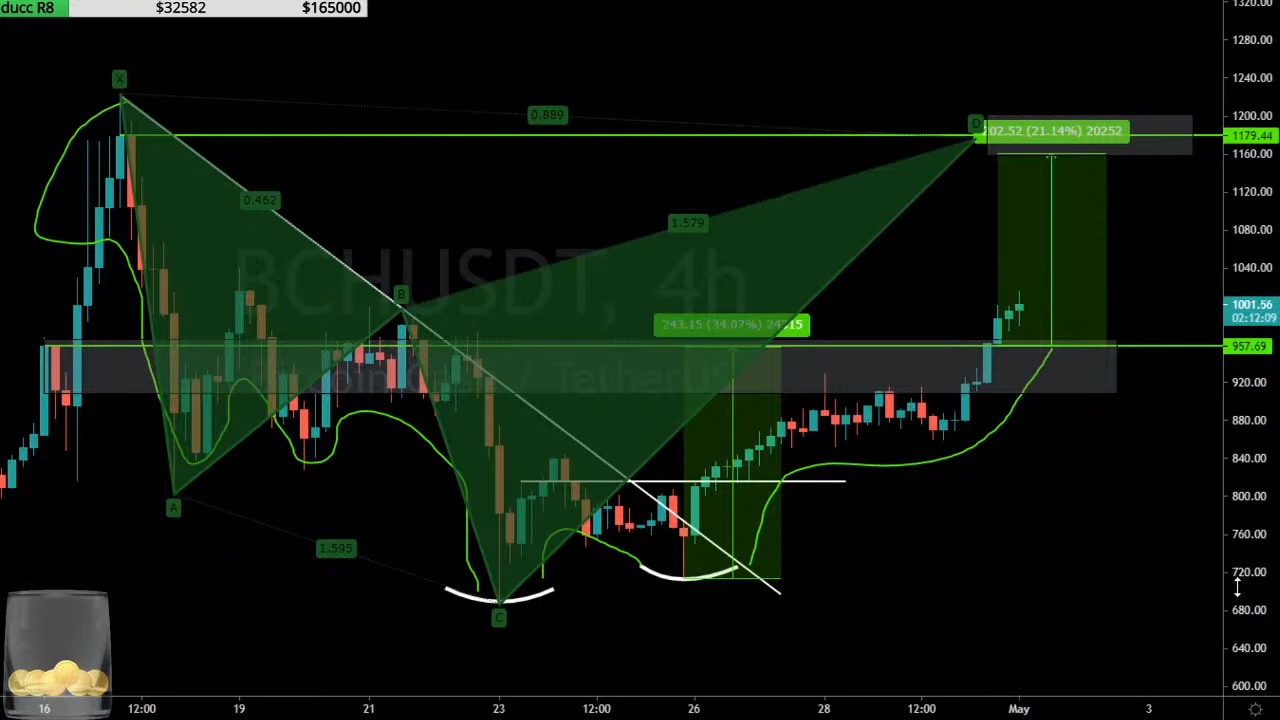 ducc R8 $32582 $165000
X
0.889
D
02.52 (21.14%) 20252
0.462
1.579
BCHUSDT, 4h
B
243.15 (34.07%) 24315
Bitcoin Cash / TetherUS
A
1.595
C
1320.00
1280.00
1240.00
1200.00
1179.44
1160.00
1120.00
1080.00
1040.00
1001.56
02:12:09
957.69
920.00
880.00
840.00
800.00
760.00
720.00
680.00
640.00
600.00
16 12:00 19 21 23 12:00 26 28 12:00 May 3